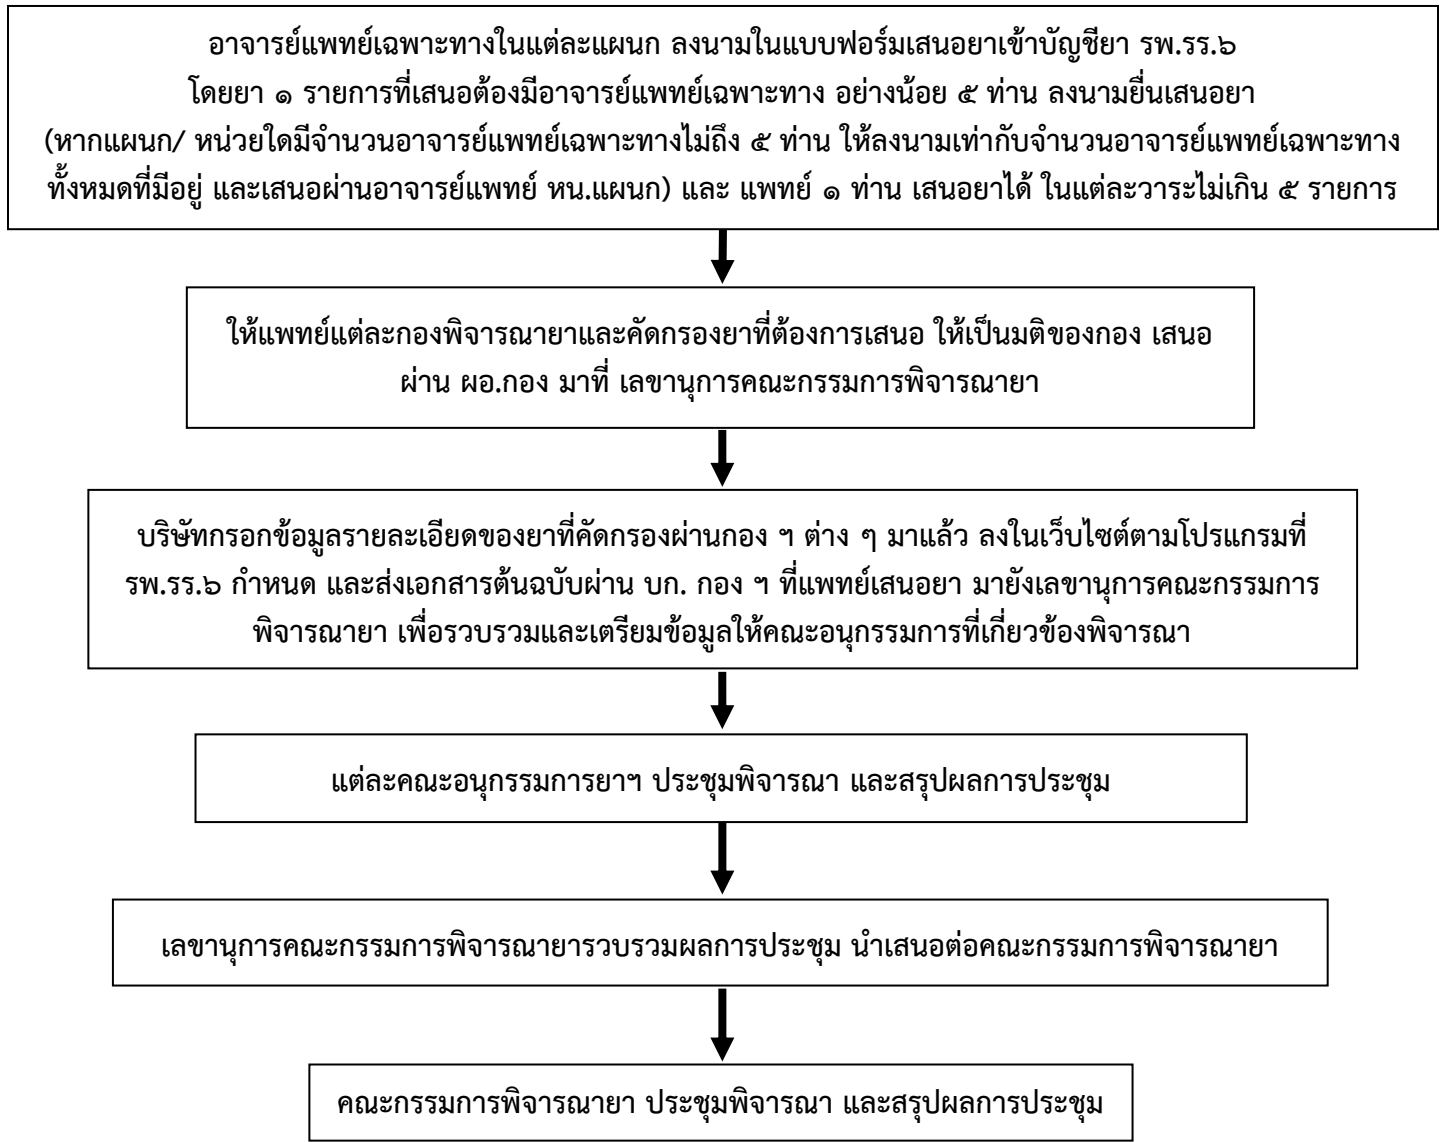 อาจารย์แพทย์เฉพาะทางในแต่ละแผนก ลงนามในแบบฟอร์มเสนอยาเข้าบัญชียา รพ.รร.๖
โดยยา ๑ รายการที่เสนอต้องมีอาจารย์แพทย์เฉพาะทาง อย่างน้อย ๕ ท่าน ลงนามยื่นเสนอยา
(หากแผนก/ หน่วยใดมีจำนวนอาจารย์แพทย์เฉพาะทางไม่ถึง ๕ ท่าน ให้ลงนามเท่ากับจำนวนอาจารย์แพทย์เฉพาะทาง
ทั้งหมดที่มีอยู่ และเสนอผ่านอาจารย์แพทย์ หน.แผนก) และ แพทย์ ๑ ท่าน เสนอยาได้ ในแต่ละวาระไม่เกิน ๕ รายการ
ให้แพทย์แต่ละกองพิจารณายาและคัดกรองยาที่ต้องการเสนอ ให้เป็นมติของกอง เสนอ
ผ่าน ผอ.กอง มาที่ เลขานุการคณะกรรมการพิจารณายา
บริษัทกรอกข้อมูลรายละเอียดของยาที่คัดกรองผ่านกอง ฯ ต่าง ๆ มาแล้ว ลงในเว็บไซต์ตามโปรแกรมที่
รพ.รร.๖ กำหนด และส่งเอกสารต้นฉบับผ่าน บก. กอง ฯ ที่แพทย์เสนอยา มายังเลขานุการคณะกรรมการ
พิจารณายา เพื่อรวบรวมและเตรียมข้อมูลให้คณะอนุกรรมการที่เกี่ยวข้องพิจารณา
แต่ละคณะอนุกรรมการยาฯ ประชุมพิจารณา และสรุปผลการประชุม
เลขานุการคณะกรรมการพิจารณายารวบรวมผลการประชุม นำเสนอต่อคณะกรรมการพิจารณายา
คณะกรรมการพิจารณายา ประชุมพิจารณา และสรุปผลการประชุม